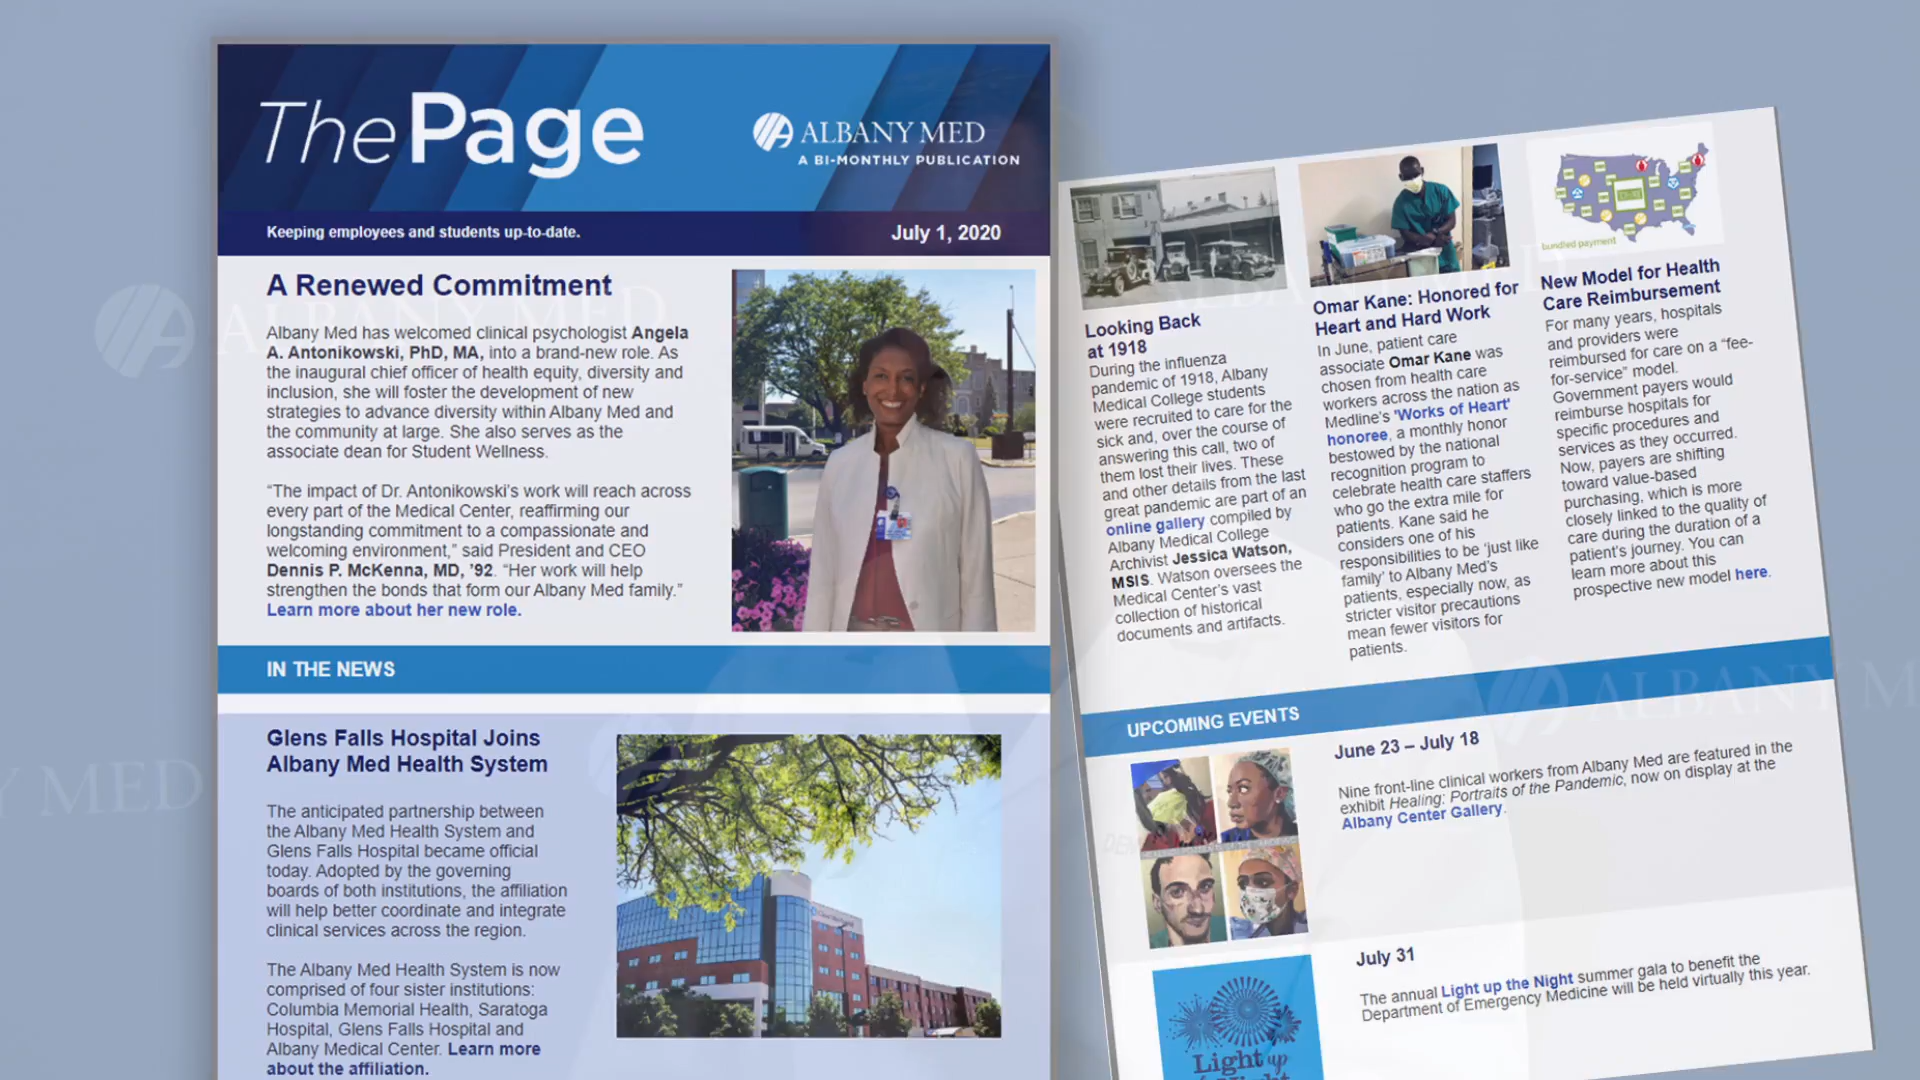 The Page
ALBANY MED
A BI-MONTHLY PUBLICATION
Keeping employees and students up-to-date.
July 1, 2020
A Renewed Commitment
Albany Med has welcomed clinical psychologist Angela
A. Antonikowski, PhD, MA, into a brand-new role. As
the inaugural chief officer of health equity, diversity and
inclusion, she will foster the development of new
strategies to advance diversity within Albany Med and
the community at large. She also serves as the
associate dean for Student Wellness.
“The impact of Dr. Antonikowski’s work will reach across
every part of the Medical Center, reaffirming our
longstanding commitment to a compassionate and
welcoming environment,” said President and CEO
Dennis P. McKenna, MD, ’92. “Her work will help
strengthen the bonds that form our Albany Med family.”
Learn more about her new role.
IN THE NEWS
Glens Falls Hospital Joins
Albany Med Health System
The anticipated partnership between
the Albany Med Health System and
Glens Falls Hospital became official
today. Adopted by the governing
boards of both institutions, the affiliation
will help better coordinate and integrate
clinical services across the region.
The Albany Med Health System is now
comprised of four sister institutions:
Columbia Memorial Health, Saratoga
Hospital, Glens Falls Hospital and
Albany Medical Center. Learn more
about the affiliation.
Looking Back
at 1918
During the influenza
pandemic of 1918, Albany
Medical College students
were recruited to care for the
sick and, over the course of
answering this call, two of
them lost their lives. These
and other details from the last
great pandemic are part of an
online gallery compiled by
Albany Medical College
Archivist Jessica Watson,
MSIS. Watson oversees the
Medical Center’s vast
collection of historical
documents and artifacts.
Omar Kane: Honored for
Heart and Hard Work
In June, patient care
associate Omar Kane was
chosen from health care
workers across the nation as
Medline’s 'Works of Heart'
honoree, a monthly honor
bestowed by the national
recognition program to
celebrate health care staffers
who go the extra mile for
patients. Kane said he
considers one of his
responsibilities to be 'just like
family' to Albany Med’s
patients, especially now, as
stricter visitor precautions
mean fewer visitors for
patients.
bundled payment
New Model for Health
Care Reimbursement
For many years, hospitals
and providers were
reimbursed for care on a “fee-
for-service” model.
Government payers would
reimburse hospitals for
specific procedures and
services as they occurred.
Now, payers are shifting
toward value-based
purchasing, which is more
closely linked to the quality of
care during the duration of a
patient’s journey. You can
learn more about this
prospective new model here.
UPCOMING EVENTS
June 23 – July 18
Nine front-line clinical workers from Albany Med are featured in the
exhibit Healing: Portraits of the Pandemic, now on display at the
Albany Center Gallery.
July 31
The annual Light up the Night summer gala to benefit the
Department of Emergency Medicine will be held virtually this year.
Light up
ALBANY MED
Y MED
ALBANY MED
ALBANY M